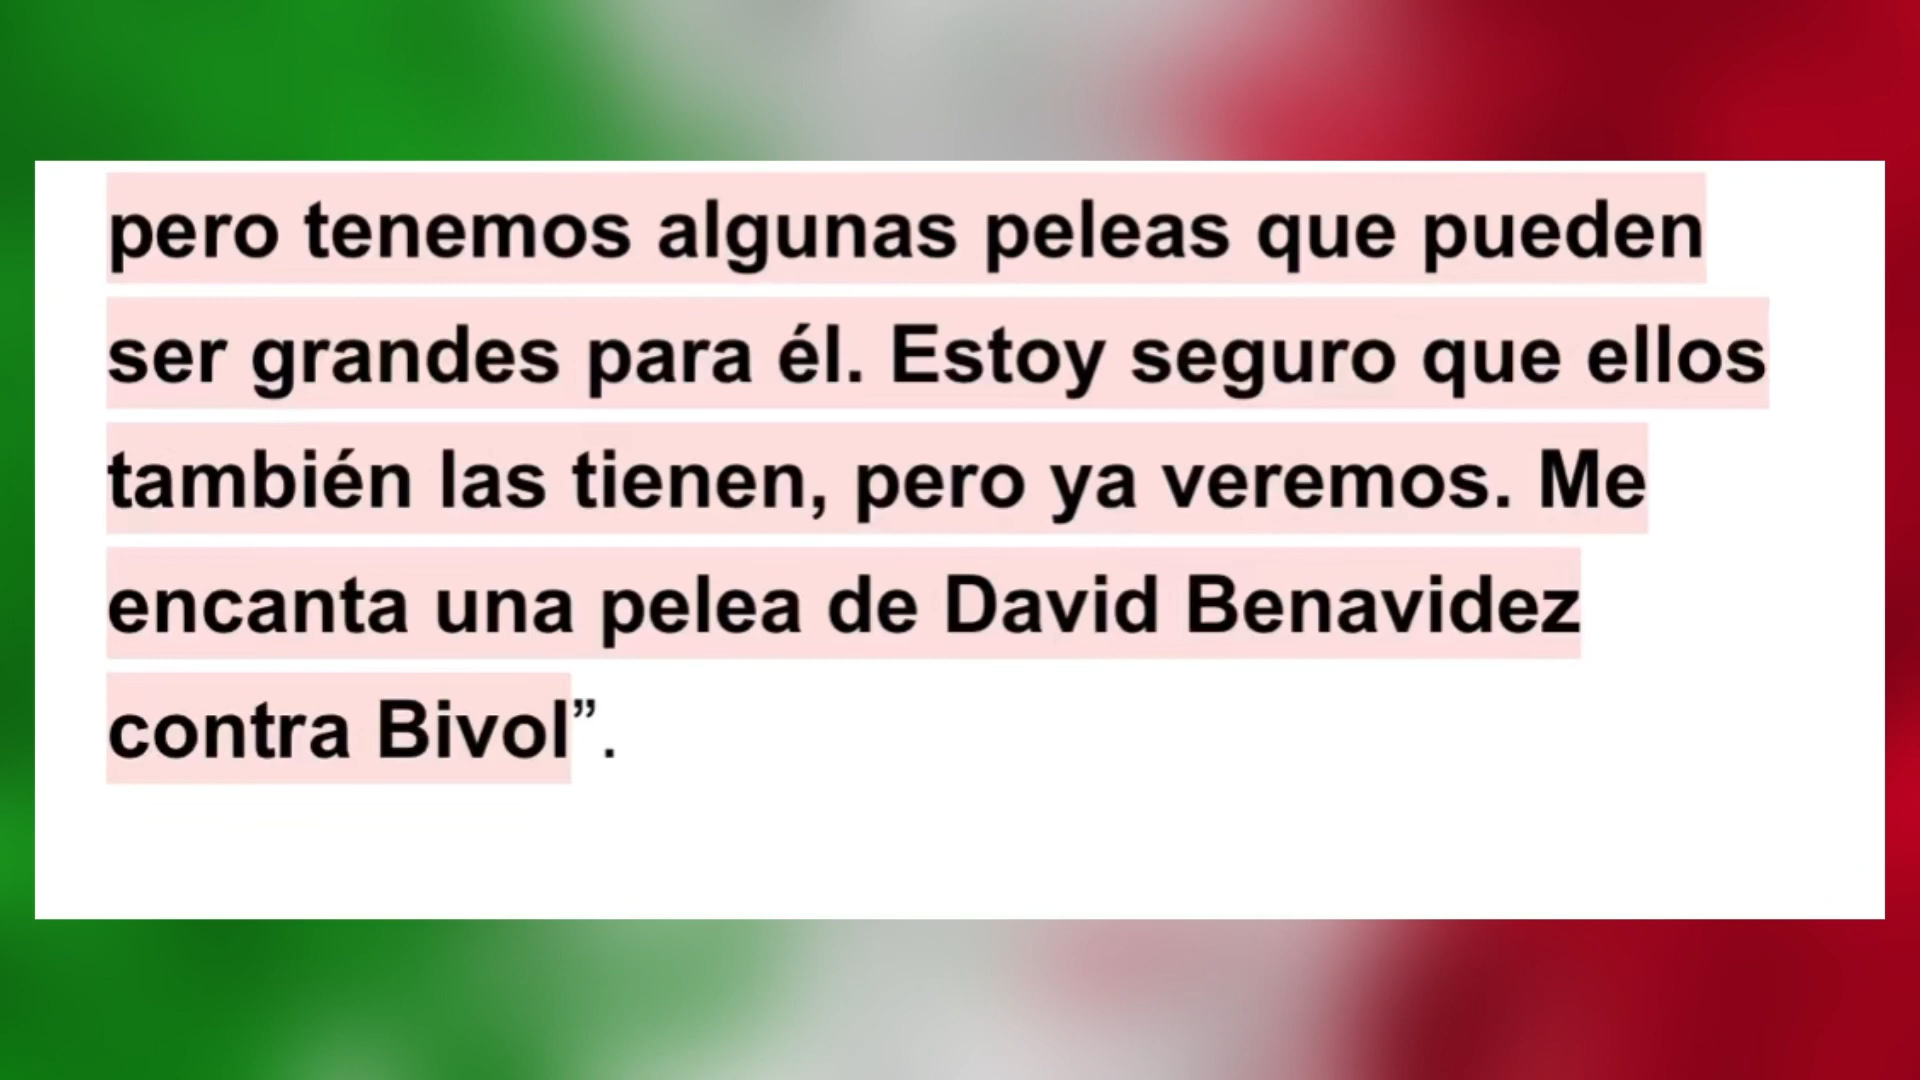 pero tenemos algunas peleas que pueden
ser grandes para él. Estoy seguro que ellos
también las tienen, pero ya veremos. Me
encanta una pelea de David Benavidez
contra Bivol”.